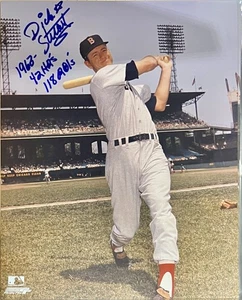 Dick
Stuart
1963-
42 HR's
118 RBI's
B